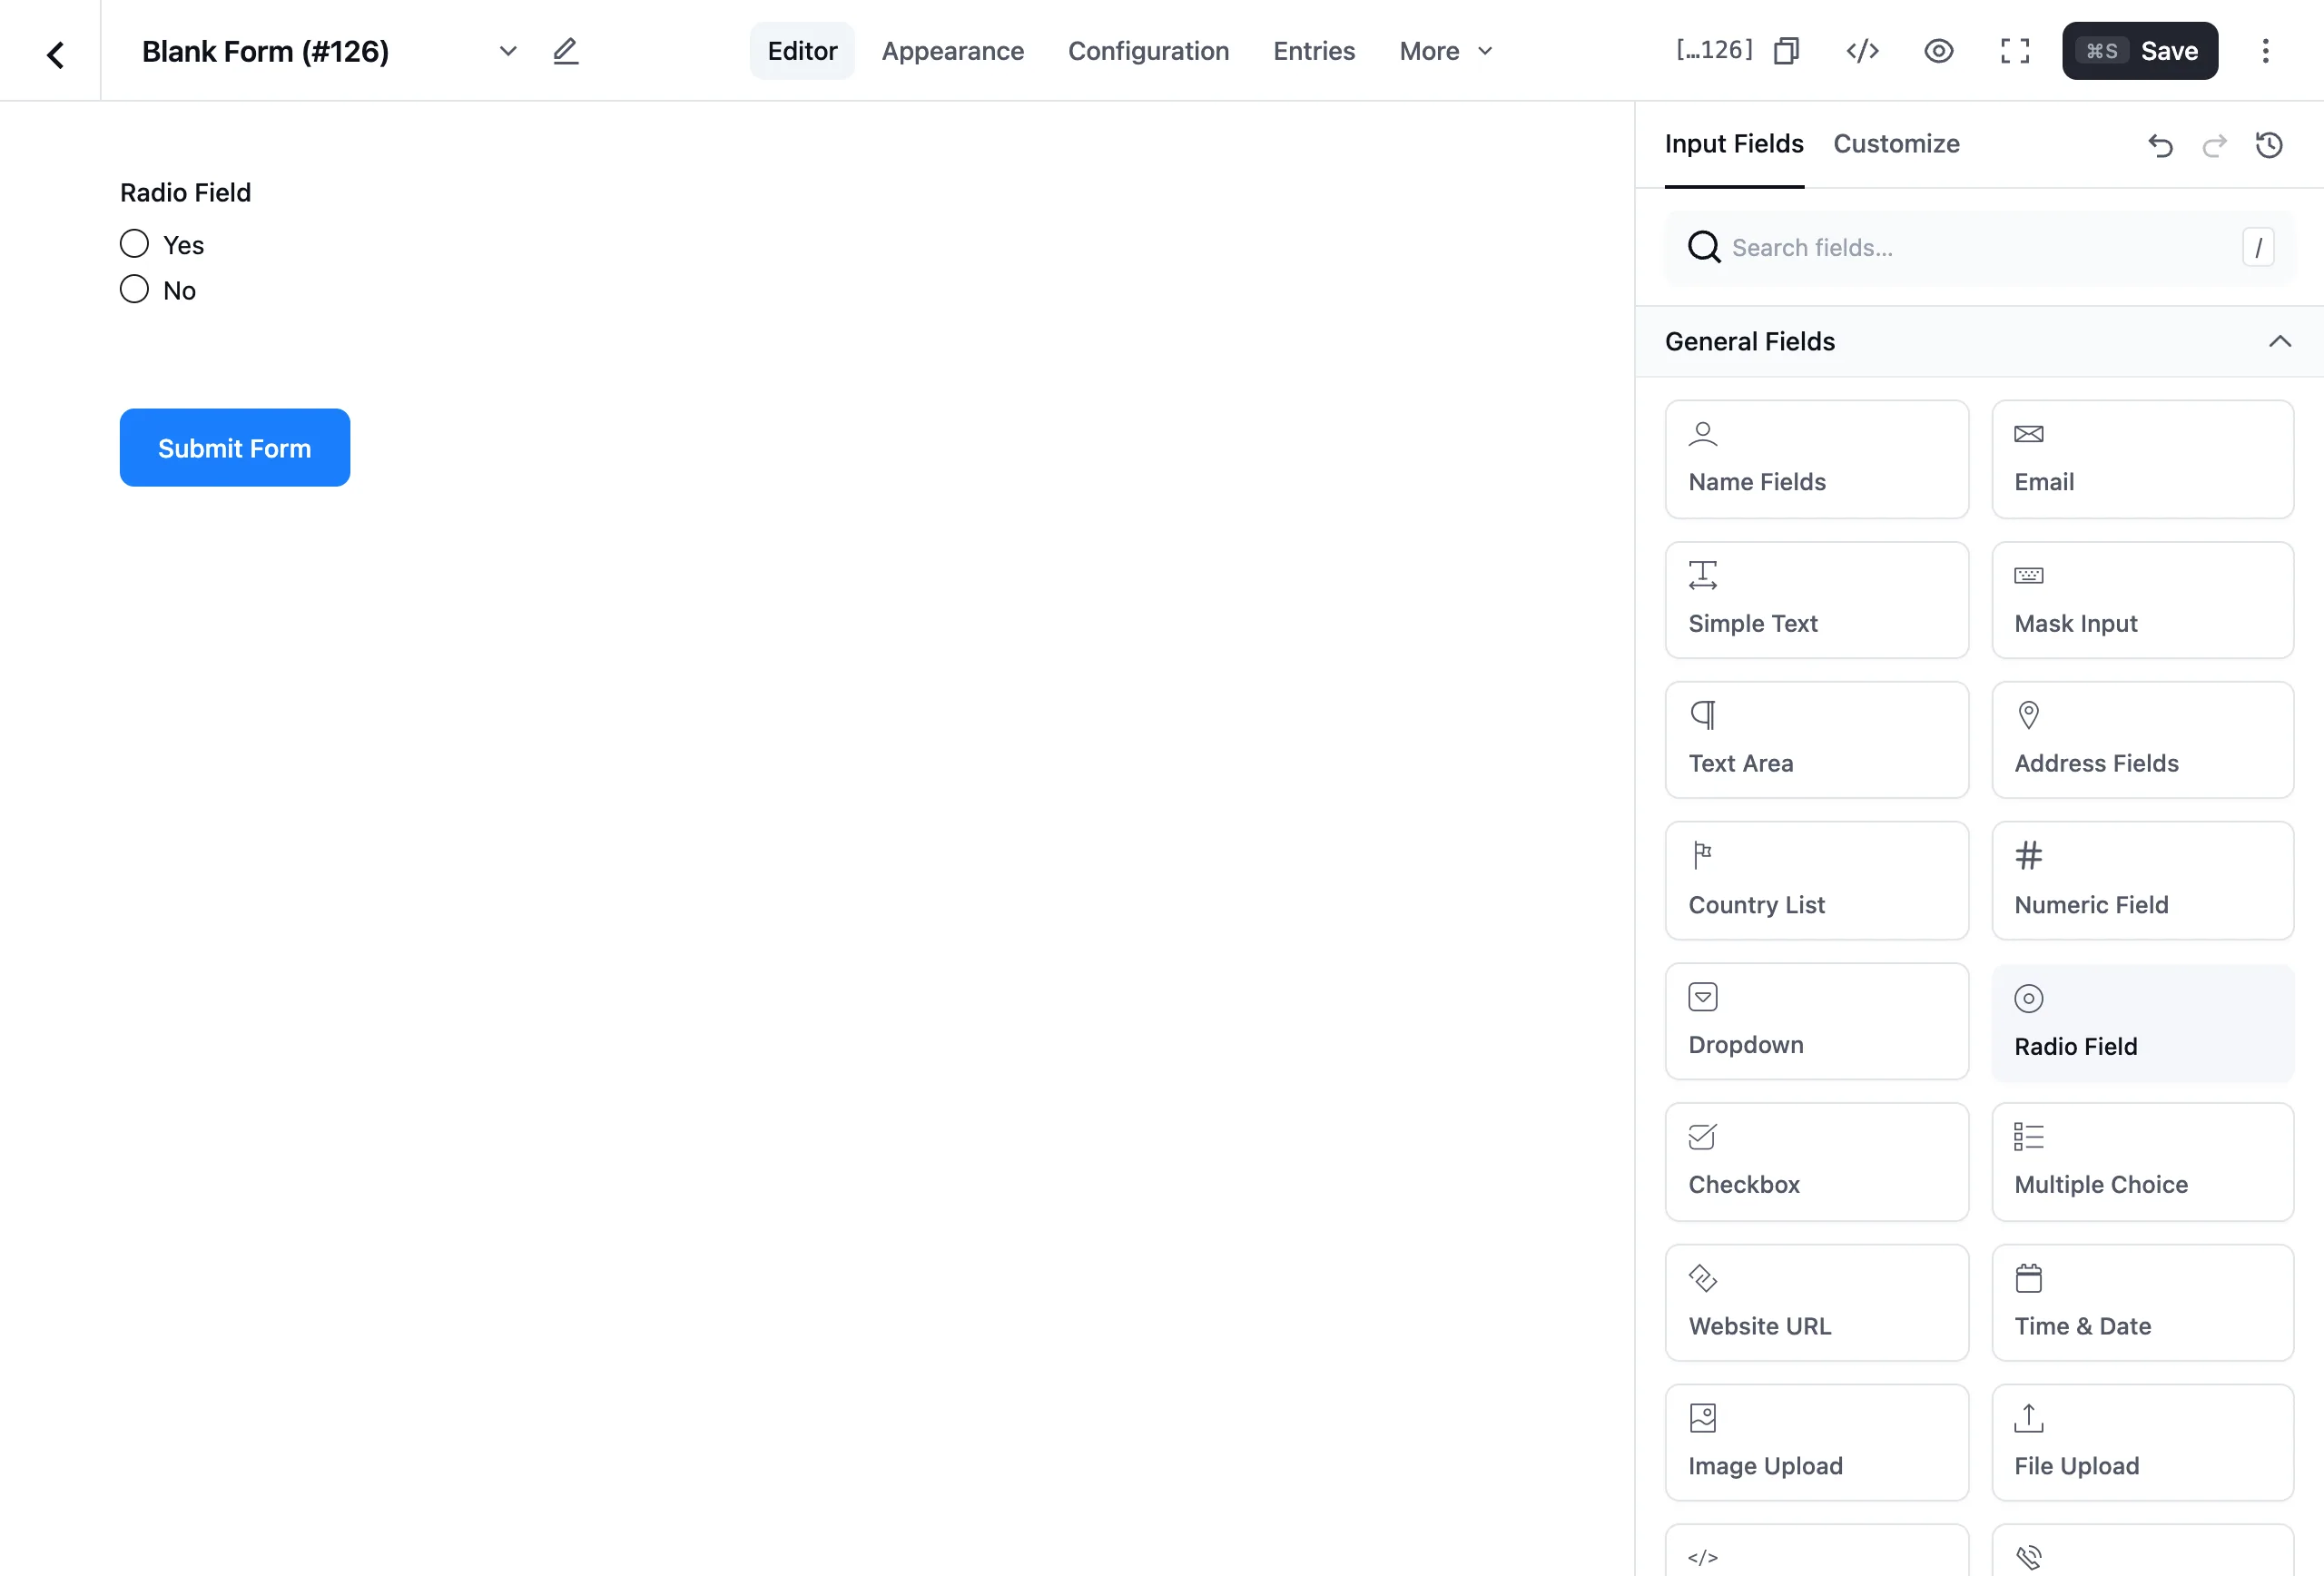 Blank Form (#126)
Editor
Appearance
Configuration
Entries
More
[...126]
</>
⌘S Save
Radio Field
Yes
No
Submit Form
Input Fields
Customize
Search fields...
/
General Fields
Name Fields
Email
Simple Text
Mask Input
Text Area
Address Fields
Country List
Numeric Field
Dropdown
Radio Field
Checkbox
Multiple Choice
Website URL
Time & Date
Image Upload
File Upload
</>